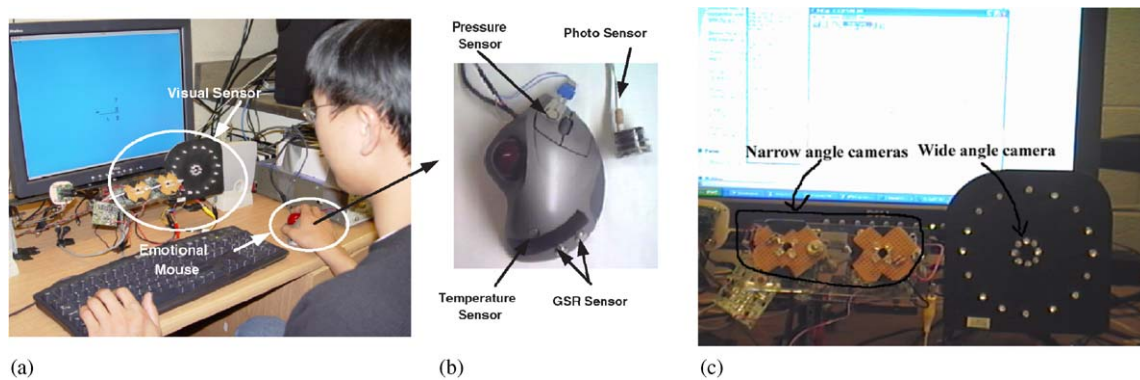 Visual Sensor
Emotional
Mouse
(a)
Pressure
Sensor
Photo Sensor
Temperature
Sensor
GSR Sensor
(b)
Narrow angle cameras
Wide angle camera
(c)